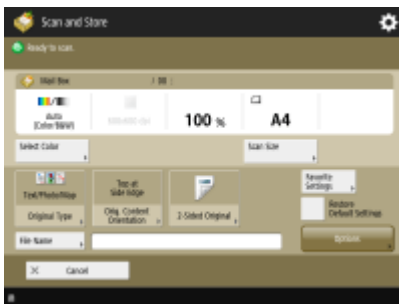 Scan and Store
Ready to scan.
Mail Box / 00 :
Auto
(Color/B&W)
100 %
A4
Select Color
Scan Size
Text/Photo/Map
Original Type
Top at
Side Edge
Orig. Content
Orientation
2-Sided Original
Favorite
Settings
Restore
Default Settings
File Name
Options
Cancel